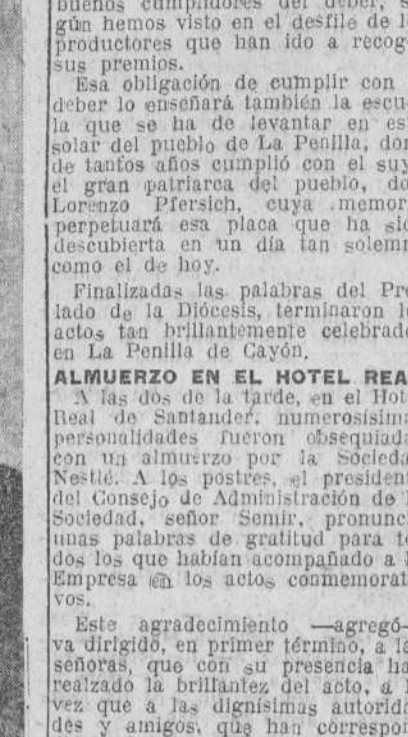 buenos cumplidores del deber, s
gún hemos visto en el desfile de l
productores que han ido a recog
sus premios.
Esa obligación de cumplir con
deber lo enseñará también la escu
la que se ha de levantar en es
solar del pueblo de La Penilla, don
de tantos años cumplió con el suy
el gran patriarca del pueblo, do
Lorenzo Pfersich, cuya memor
perpetuará esa placa que ha sid
descubierta en un día tan solemn
como el de hoy.
Finalizadas las palabras del Pre
lado de la Diócesis, terminaron l
actos tan brillantemente celebrad
en La Penilla de Cayón.
ALMUERZO EN EL HOTEL REA
A las dos de la tarde, en el Hot
Real de Santander, numerosísima
personalidades fueron obsequiada
con un almuerzo por la Socieda
Nestlé. A los postres, el president
del Consejo de Administración de l
Sociedad, señor Semir, pronunc
unas palabras de gratitud para to
dos los que habían acompañado a l
Empresa en los actos conmemorat
vos.
Este agradecimiento —agregó—
va dirigido, en primer término, a la
señoras, que con su presencia ha
realzado la brillantez del acto, a l
vez que a las dignísimas autorida
des y amigos, que han correspon